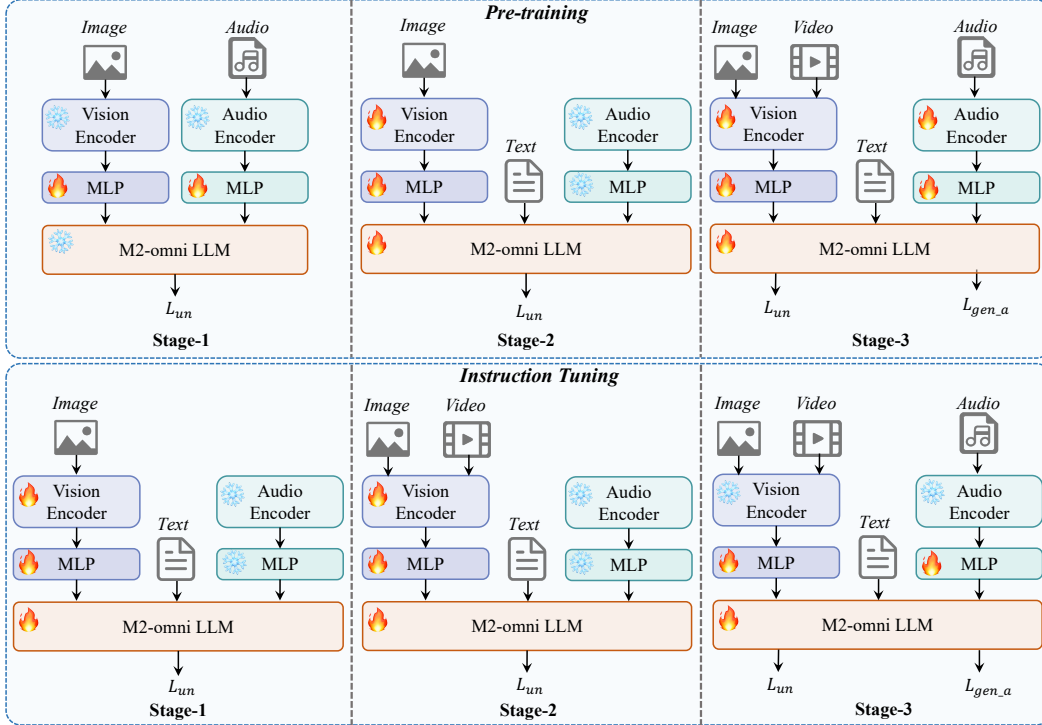 Pre-training
Image
Audio
Vision
Encoder
Audio
Encoder
MLP
MLP
M2-omni LLM
L_un
Stage-1
Image
Vision
Encoder
Text
Audio
Encoder
MLP
MLP
M2-omni LLM
L_un
Stage-2
Image
Video
Audio
Vision
Encoder
Audio
Encoder
Text
MLP
MLP
M2-omni LLM
L_un
L_gen_a
Stage-3
Instruction Tuning
Image
Vision
Encoder
Audio
Encoder
Text
MLP
MLP
M2-omni LLM
L_un
Stage-1
Image
Video
Vision
Encoder
Audio
Encoder
Text
MLP
MLP
M2-omni LLM
L_un
Stage-2
Image
Video
Audio
Vision
Encoder
Audio
Encoder
Text
MLP
MLP
M2-omni LLM
L_un
L_gen_a
Stage-3